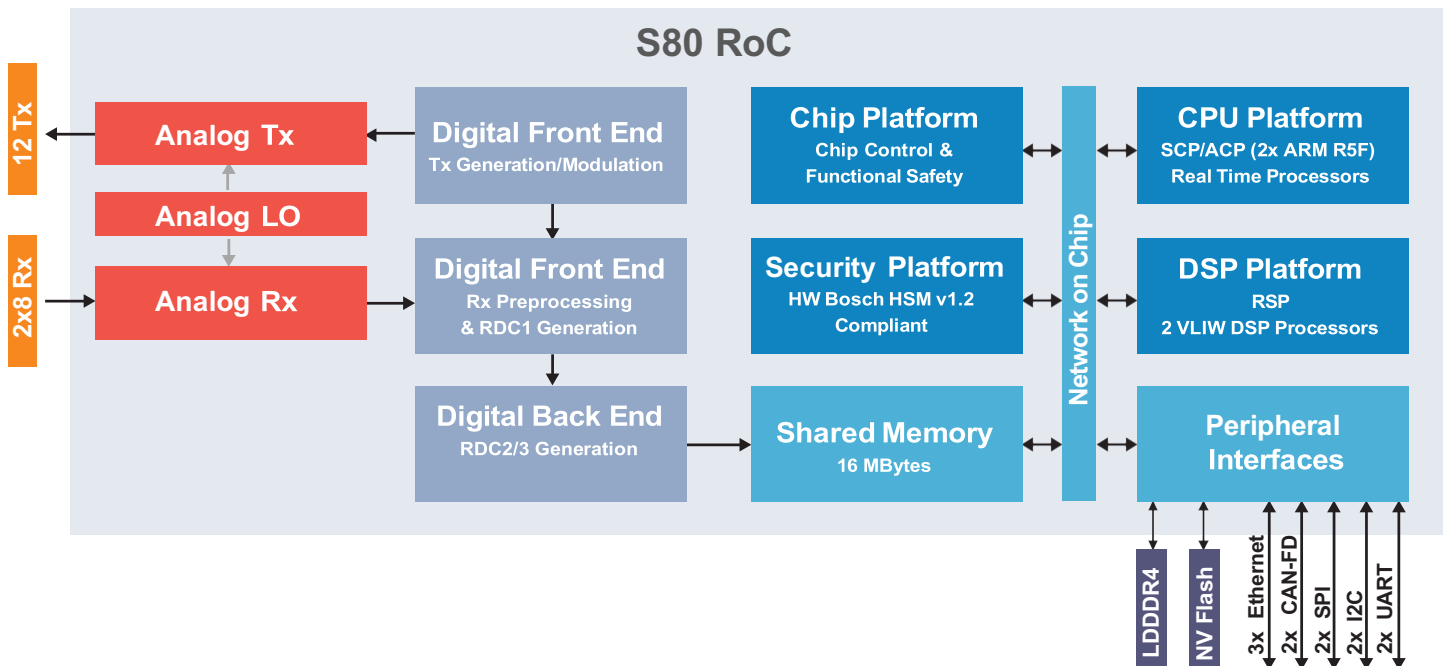 S80 RoC
12 Tx
2x8 Rx
Analog Tx
Analog LO
Analog Rx
Digital Front End
Tx Generation/Modulation
Digital Front End
Rx Preprocessing
& RDC1 Generation
Digital Back End
RDC2/3 Generation
Chip Platform
Chip Control &
Functional Safety
Security Platform
HW Bosch HSM v1.2
Compliant
Shared Memory
16 MBytes
Network on Chip
CPU Platform
SCP/ACP (2x ARM R5F)
Real Time Processors
DSP Platform
RSP
2 VLIW DSP Processors
Peripheral
Interfaces
LDDDR4
NV Flash
3x Ethernet
2x CAN-FD
2x SPI
2x I2C
2x UART